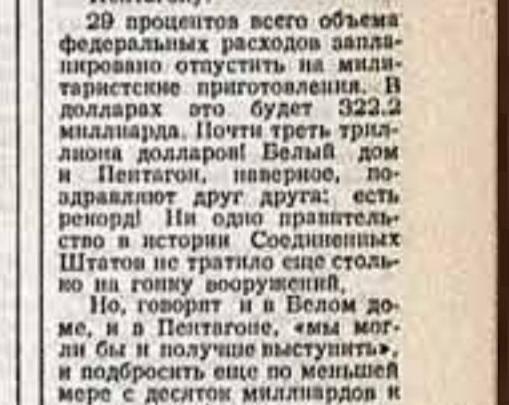 Пентагону.
29 процентов всего объема
федеральных расходов запла-
нировано отпустить на мили-
таристские приготовления. В
долларах это будет 322.2
миллиарда. Почти треть трил-
лиона долларов! Белый дом
и Пентагон, наверное, по-
здравляют друг друга: есть
рекорд! Ни одно правитель-
ство в истории Соединенных
Штатов не тратило еще столь-
ко на гонку вооружений.
Но, говорят и в Белом до-
ме, и в Пентагоне, «мы мог-
ли бы и получше выступить»,
и подбросить еще по меньшей
мере с десяток миллиардов к